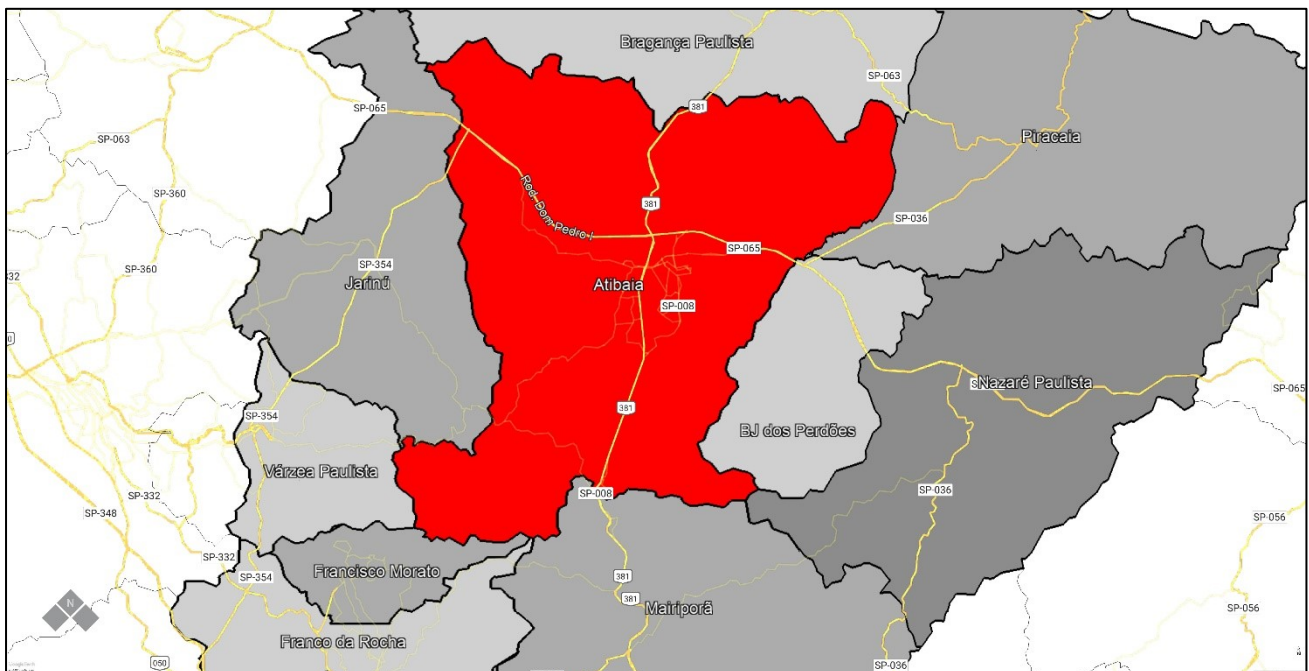 Bragança Paulista
SP-063
SP-065
381
SP-063
Piracaia
SP-360
Rod. Dom Pedro I
381
SP-036
SP-065
SP-354
SP-360
Jarinú
Atibaia
SP-008
Nazaré Paulista
SP-065
381
SP-354
BJ dos Perdões
Várzea Paulista
SP-332
SP-008
SP-036
SP-348
SP-056
SP-332
Francisco Morato
SP-354
381
381
Mairiporã
SP-056
Franco da Rocha
N
050
SP-036